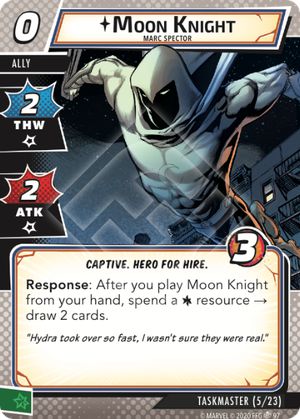 0
MOON KNIGHT
MARC SPECTOR
ALLY
2
THW
2
ATK
3
CAPTIVE. HERO FOR HIRE.
Response: After you play Moon Knight
from your hand, spend a resource →
draw 2 cards.
"Hydra took over so fast, I wasn't sure they were real."
TASKMASTER (5/23)
© MARVEL © 2020 FFG 97